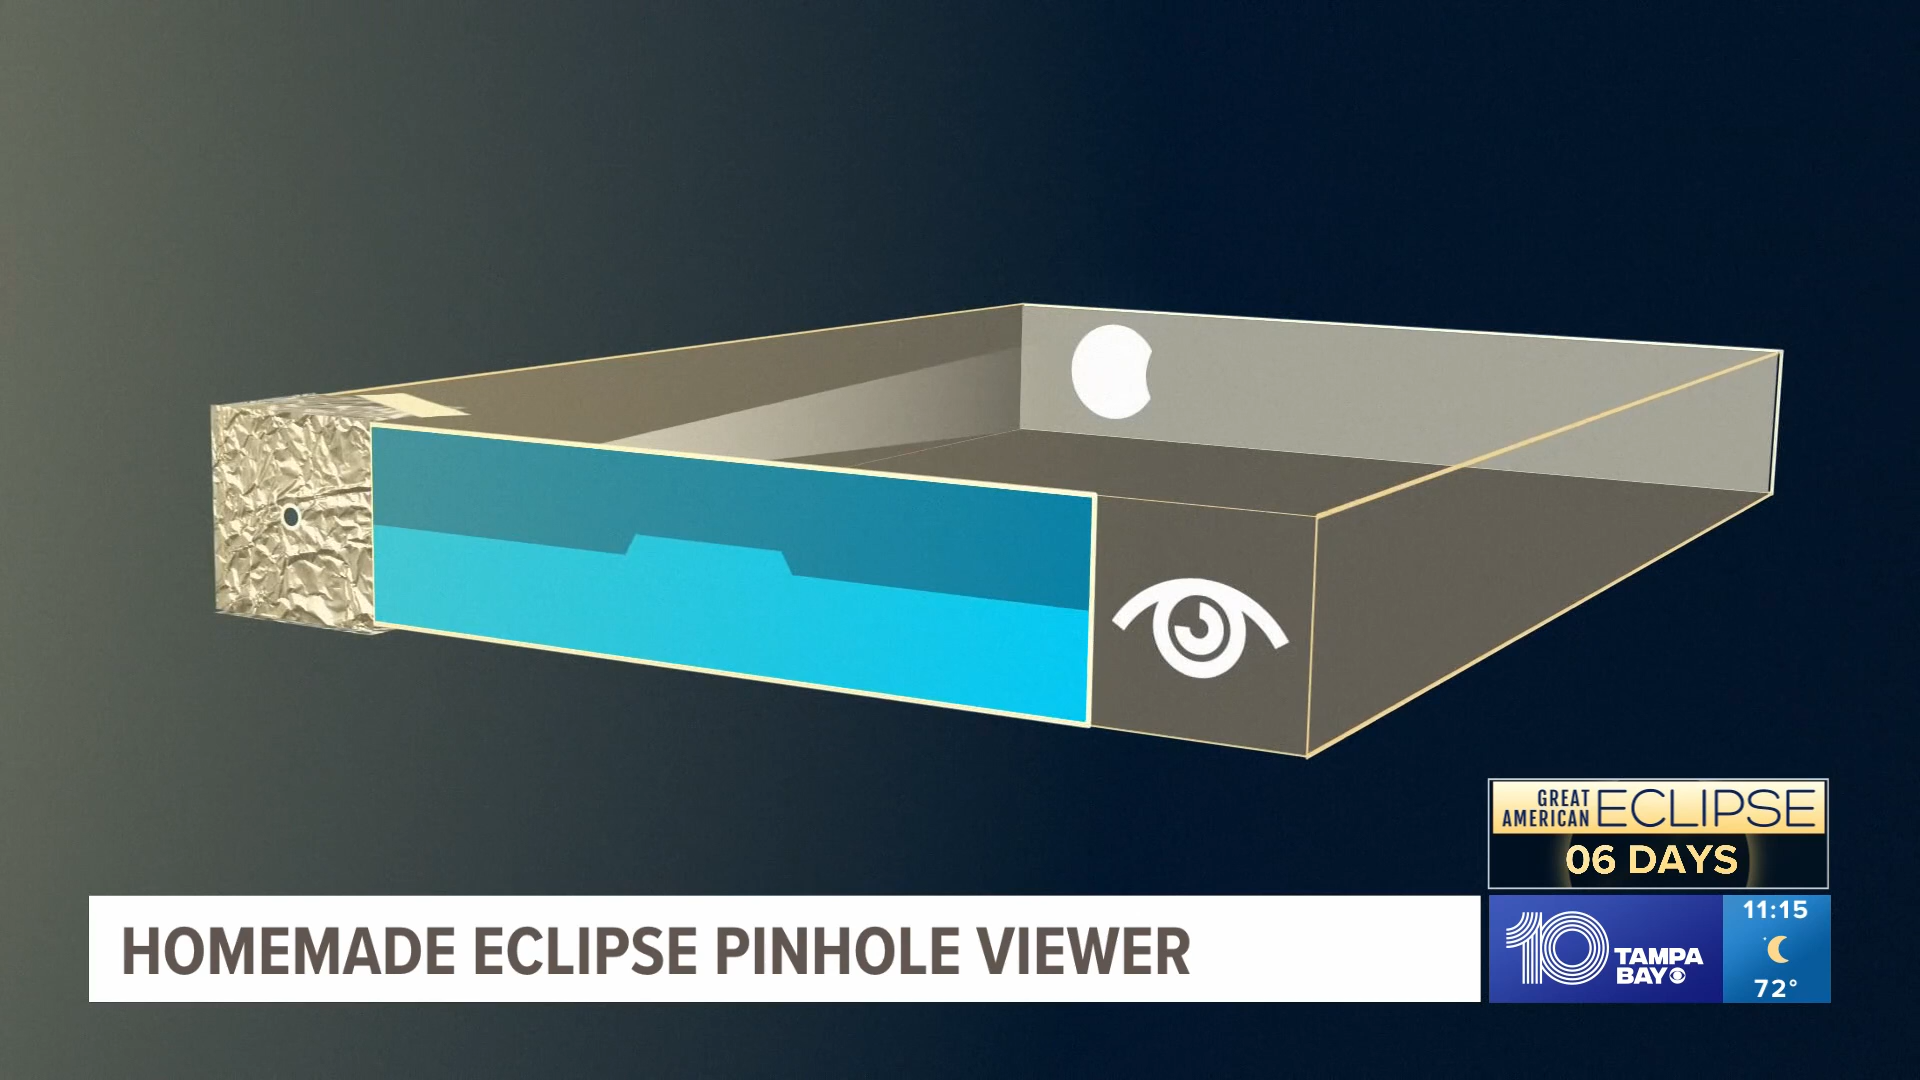 GREAT
AMERICAN
ECLIPSE
06 DAYS
HOMEMADE ECLIPSE PINHOLE VIEWER
10 TAMPA
BAY
11:15
72°